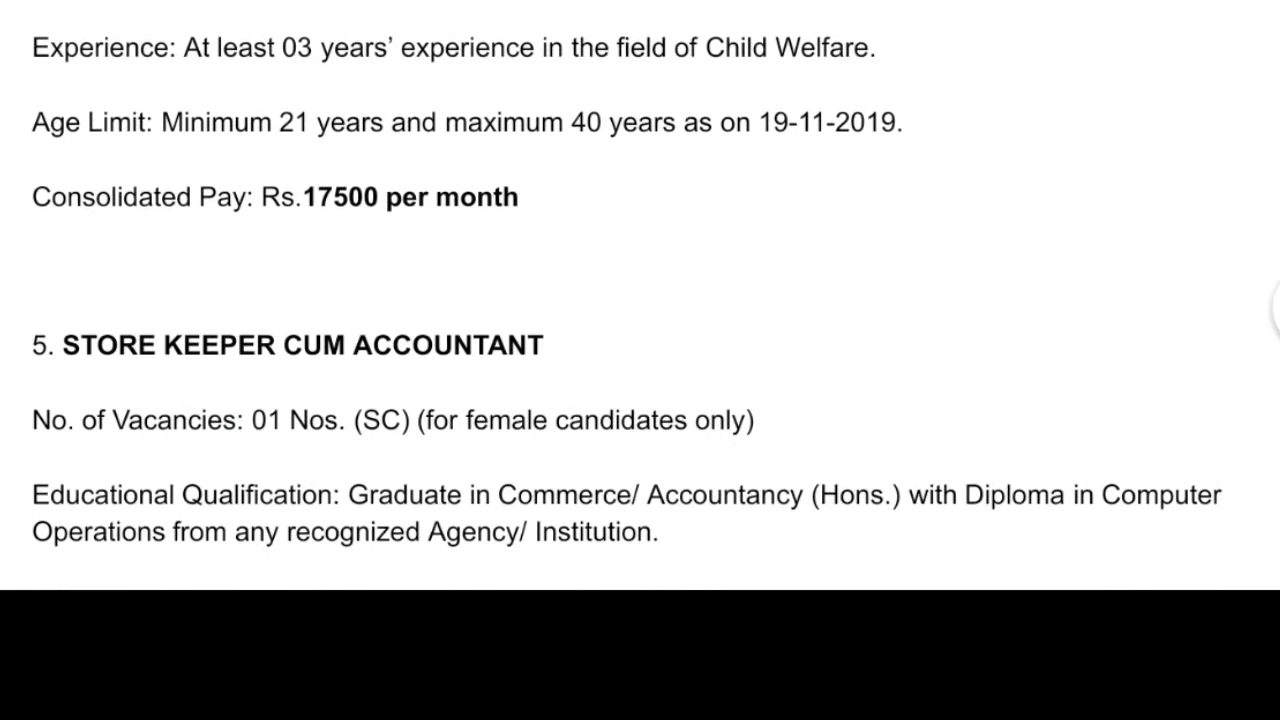 Experience: At least 03 years’ experience in the field of Child Welfare.
Age Limit: Minimum 21 years and maximum 40 years as on 19-11-2019.
Consolidated Pay: Rs.17500 per month
5. STORE KEEPER CUM ACCOUNTANT
No. of Vacancies: 01 Nos. (SC) (for female candidates only)
Educational Qualification: Graduate in Commerce/ Accountancy (Hons.) with Diploma in Computer
Operations from any recognized Agency/ Institution.